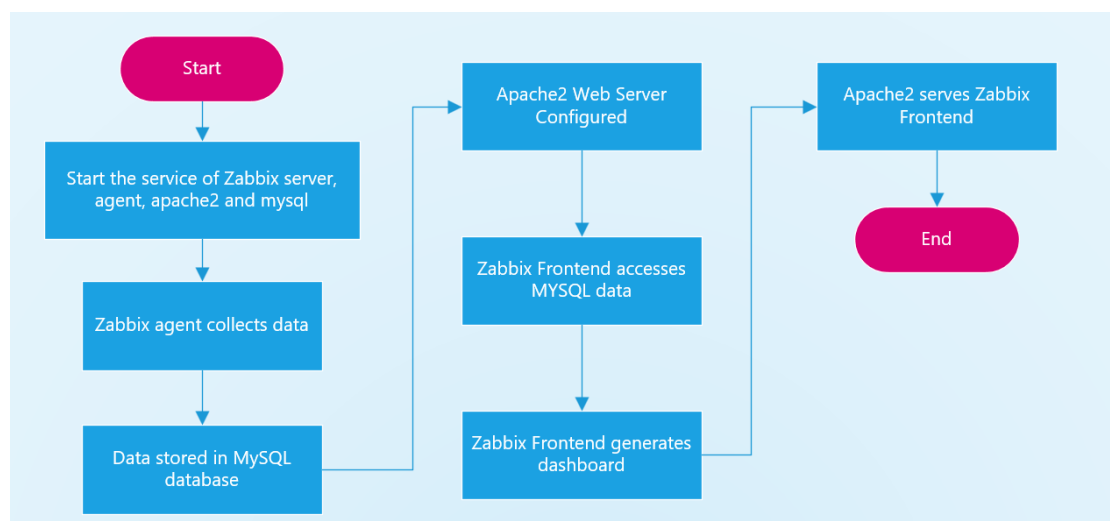 Start
Start the service of Zabbix server,
agent, apache2 and mysql
Zabbix agent collects data
Data stored in MySQL
database
Apache2 Web Server
Configured
Zabbix Frontend accesses
MYSQL data
Zabbix Frontend generates
dashboard
Apache2 serves Zabbix
Frontend
End